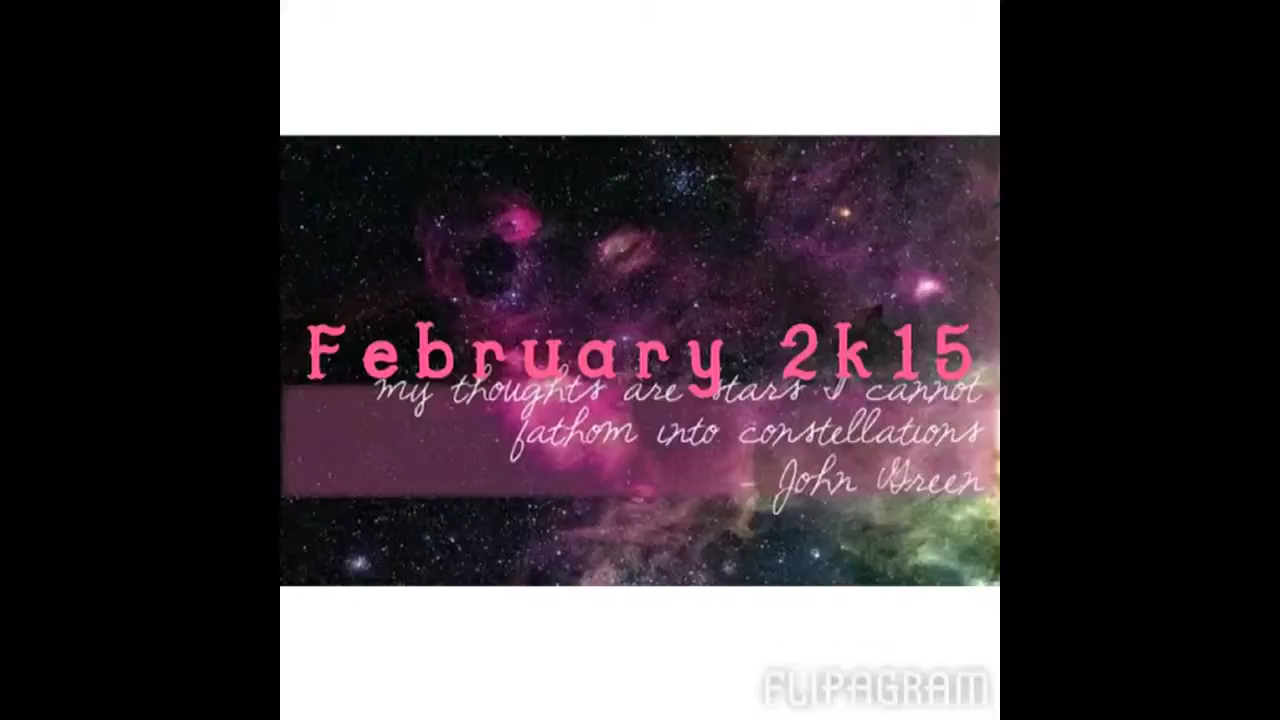 February 2k15
my thoughts are stars I cannot
fathom into constellations
- John Green
FLIPAGRAM